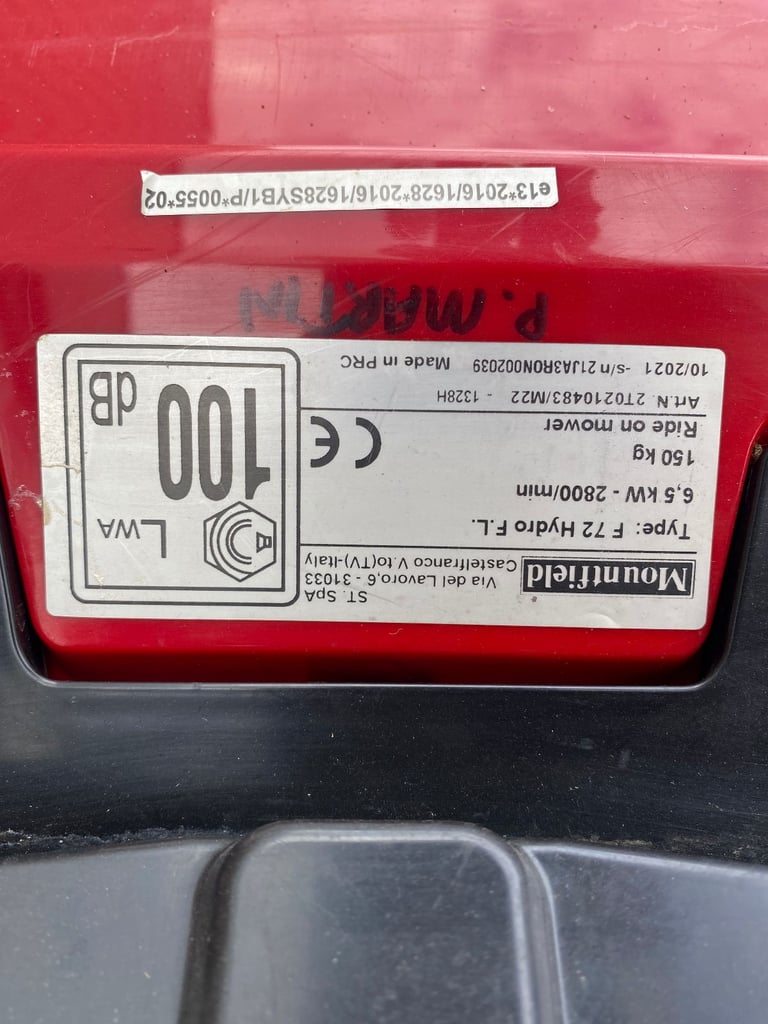 Mountfield
ST. SpA
Via del Lavoro,6 - 31033
Castelfranco V.to(TV)-Italy
Type: F 72 Hydro F.L.
6,5 kW - 2800/min
150 kg
Ride on mower
CE
Art.N. 2T0210483/M22 - 1328H
10/2021 -s/n 21JA3RON002039 Made in PRC
LWA
100
dB
P. MARTIN
e13*2016/1628*2016/1628SYB1/P*0055*02